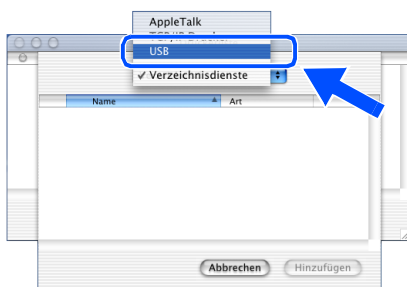 AppleTalk
USB
✓ Verzeichnisdienste
Name Art
Abbrechen Hinzufügen